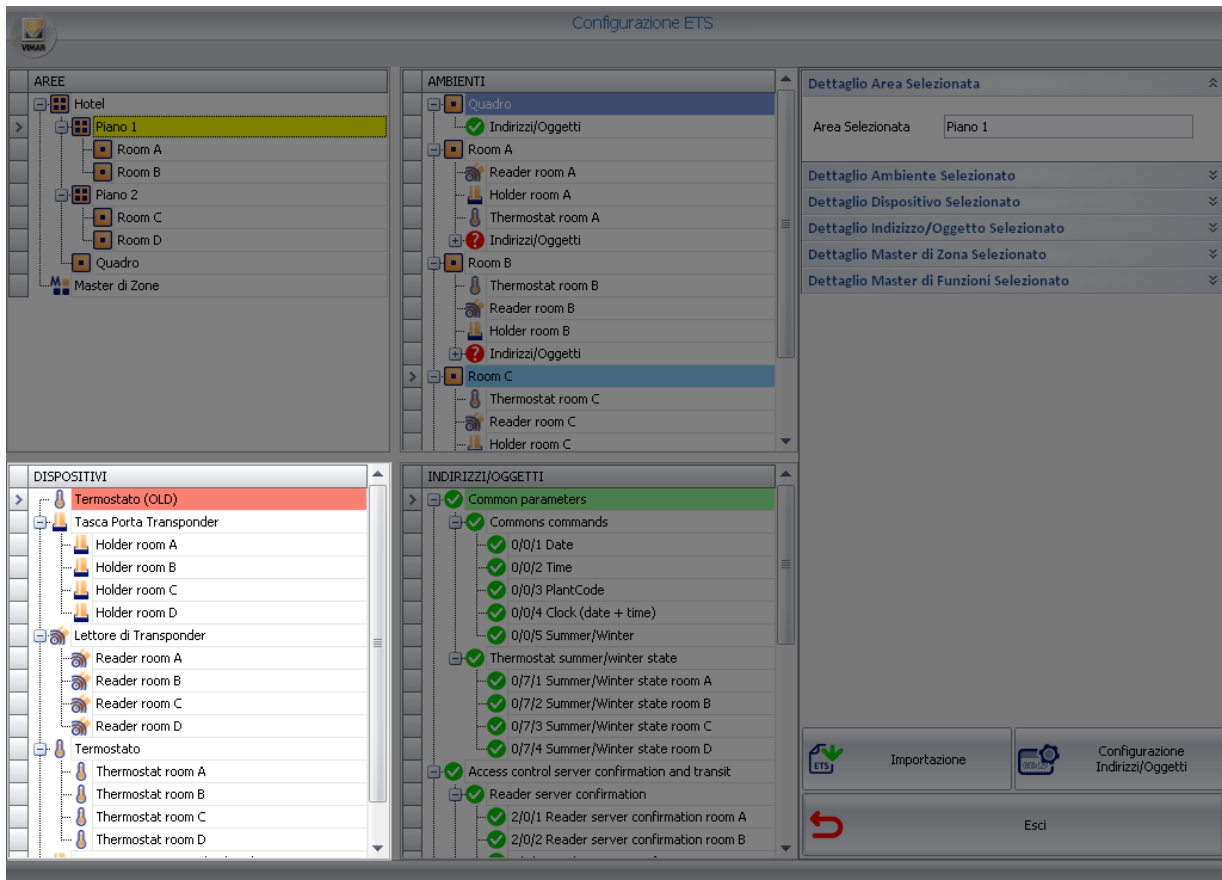 Configurazione ETS
VIMAR
AREE
Hotel
Piano 1
Room A
Room B
Piano 2
Room C
Room D
Quadro
Master di Zone
AMBIENTI
Quadro
Indirizzi/Oggetti
Room A
Reader room A
Holder room A
Thermostat room A
Indirizzi/Oggetti
Room B
Thermostat room B
Reader room B
Holder room B
Indirizzi/Oggetti
Room C
Thermostat room C
Reader room C
Holder room C
Dettaglio Area Selezionata
Area Selezionata Piano 1
Dettaglio Ambiente Selezionato
Dettaglio Dispositivo Selezionato
Dettaglio Indizizzo/Oggetto Selezionato
Dettaglio Master di Zona Selezionato
Dettaglio Master di Funzioni Selezionato
DISPOSITIVI
Termostato (OLD)
Tasca Porta Transponder
Holder room A
Holder room B
Holder room C
Holder room D
Lettore di Transponder
Reader room A
Reader room B
Reader room C
Reader room D
Termostato
Thermostat room A
Thermostat room B
Thermostat room C
Thermostat room D
INDIRIZZI/OGGETTI
Common parameters
Commons commands
0/0/1 Date
0/0/2 Time
0/0/3 PlantCode
0/0/4 Clock (date + time)
0/0/5 Summer/Winter
Thermostat summer/winter state
0/7/1 Summer/Winter state room A
0/7/2 Summer/Winter state room B
0/7/3 Summer/Winter state room C
0/7/4 Summer/Winter state room D
Access control server confirmation and transit
Reader server confirmation
2/0/1 Reader server confirmation room A
2/0/2 Reader server confirmation room B
ETS
Importazione
Configurazione
Indirizzi/Oggetti
Esci